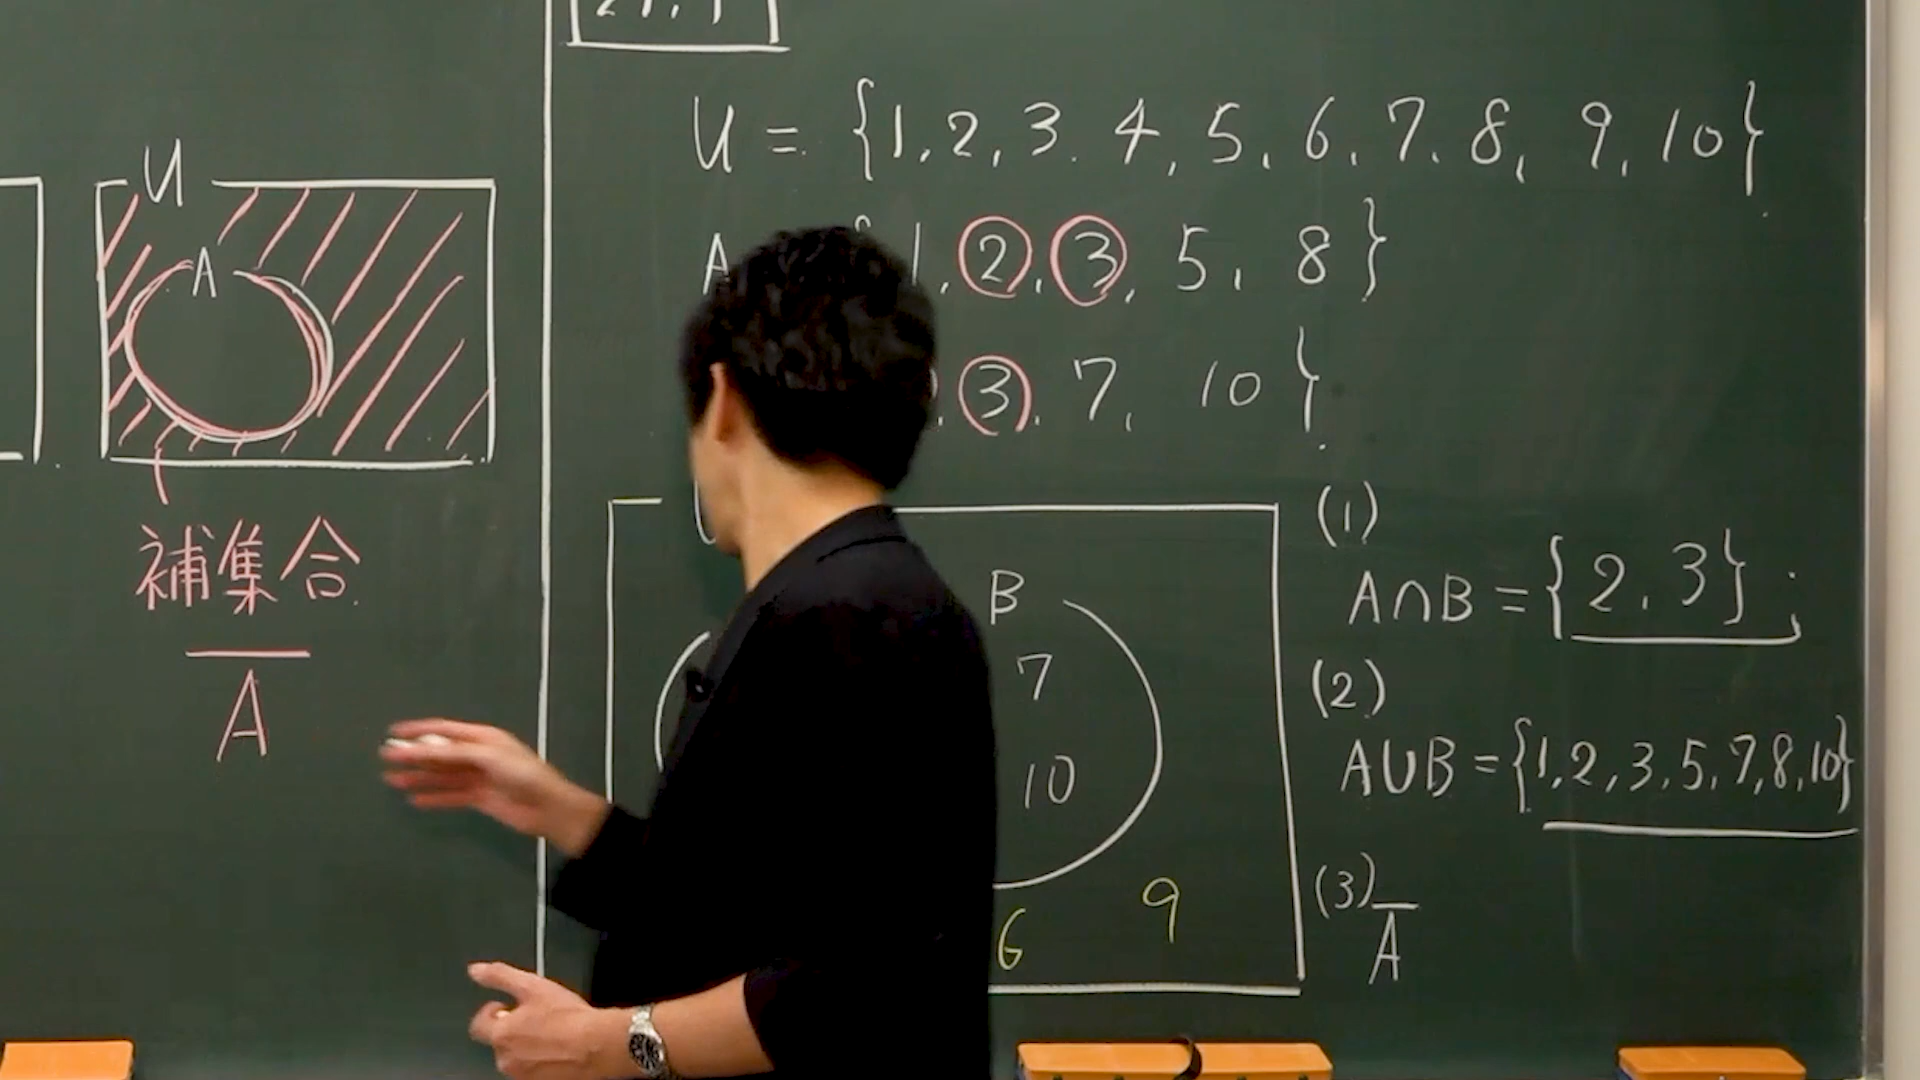 U
A
補集合
A̅
U = {1, 2, 3. 4, 5, 6, 7. 8, 9, 10}
A 1, 2, 3, 5, 8}
3, 7, 10}
B
7
10
6 9
(1)
A∩B = {2, 3}
(2)
A∪B = {1, 2, 3, 5, 7, 8, 10}
(3)
A̅